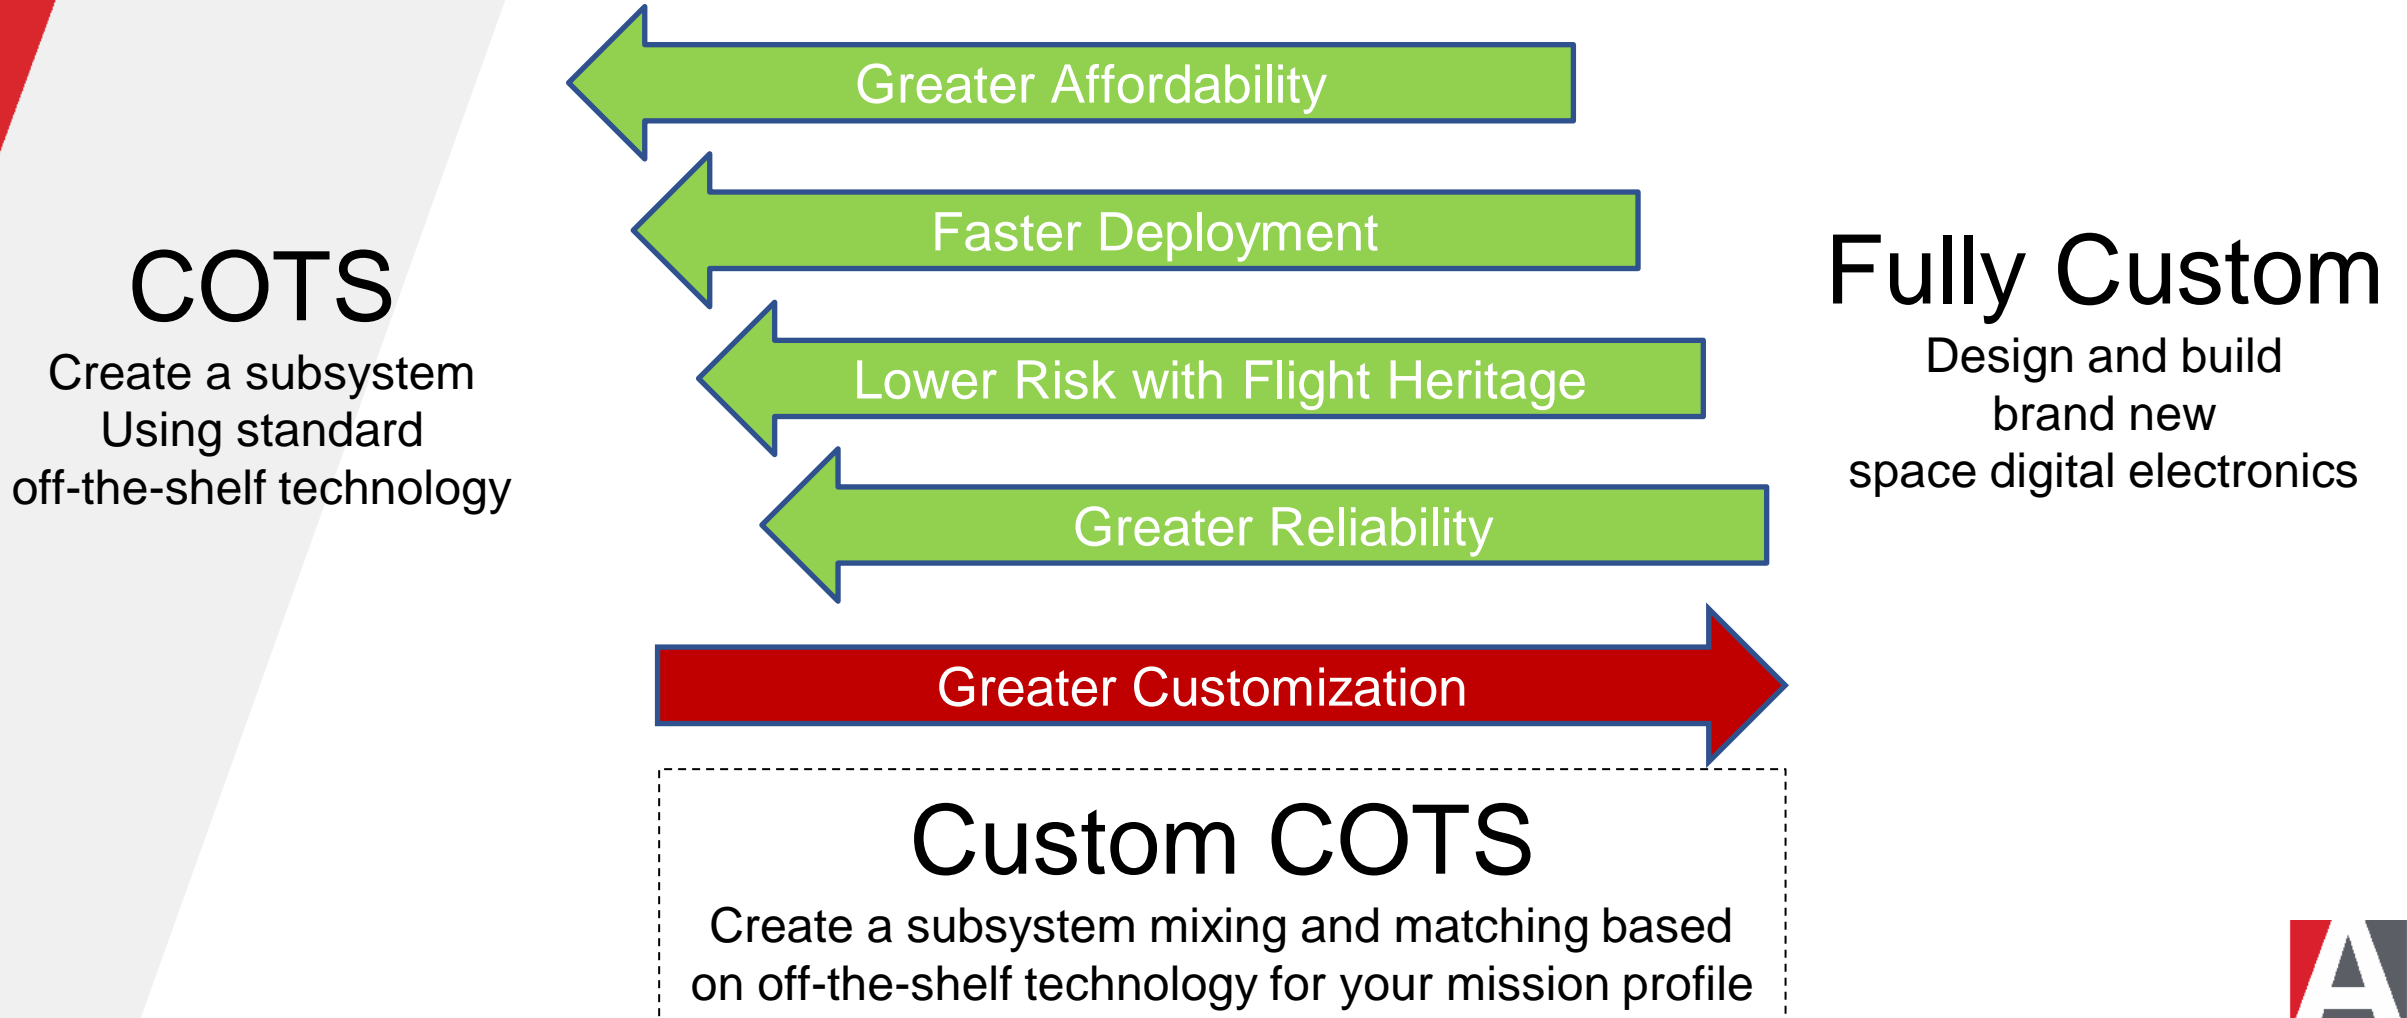 COTS
Create a subsystem
Using standard
off-the-shelf technology
Greater Affordability
Faster Deployment
Lower Risk with Flight Heritage
Greater Reliability
Greater Customization
Fully Custom
Design and build
brand new
space digital electronics
Custom COTS
Create a subsystem mixing and matching based
on off-the-shelf technology for your mission profile
A